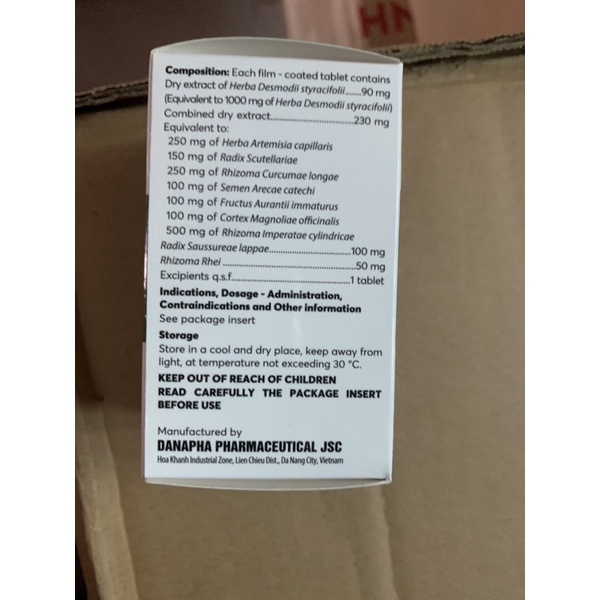 HN
Composition: Each film - coated tablet contains
Dry extract of Herba Desmodii styracifolii.......90 mg
(Equivalent to 1000 mg of Herba Desmodii styracifolii)
Combined dry extract.........................230 mg
Equivalent to:
250 mg of Herba Artemisia capillaris
150 mg of Radix Scutellariae
250 mg of Rhizoma Curcumae longae
100 mg of Semen Arecae catechi
100 mg of Fructus Aurantii immaturus
100 mg of Cortex Magnoliae officinalis
500 mg of Rhizoma Imperatae cylindricae
Radix Saussureae lappae.........................100 mg
Rhizoma Rhei ........................................50 mg
Excipients q.s.f....................................1 tablet
Indications, Dosage - Administration,
Contraindications and Other information
See package insert
Storage
Store in a cool and dry place, keep away from
light, at temperature not exceeding 30 °C.
KEEP OUT OF REACH OF CHILDREN
READ CAREFULLY THE PACKAGE INSERT
BEFORE USE
Manufactured by
DANAPHA PHARMACEUTICAL JSC
Hoa Khanh Industrial Zone, Lien Chieu Dist., Da Nang City, Vietnam